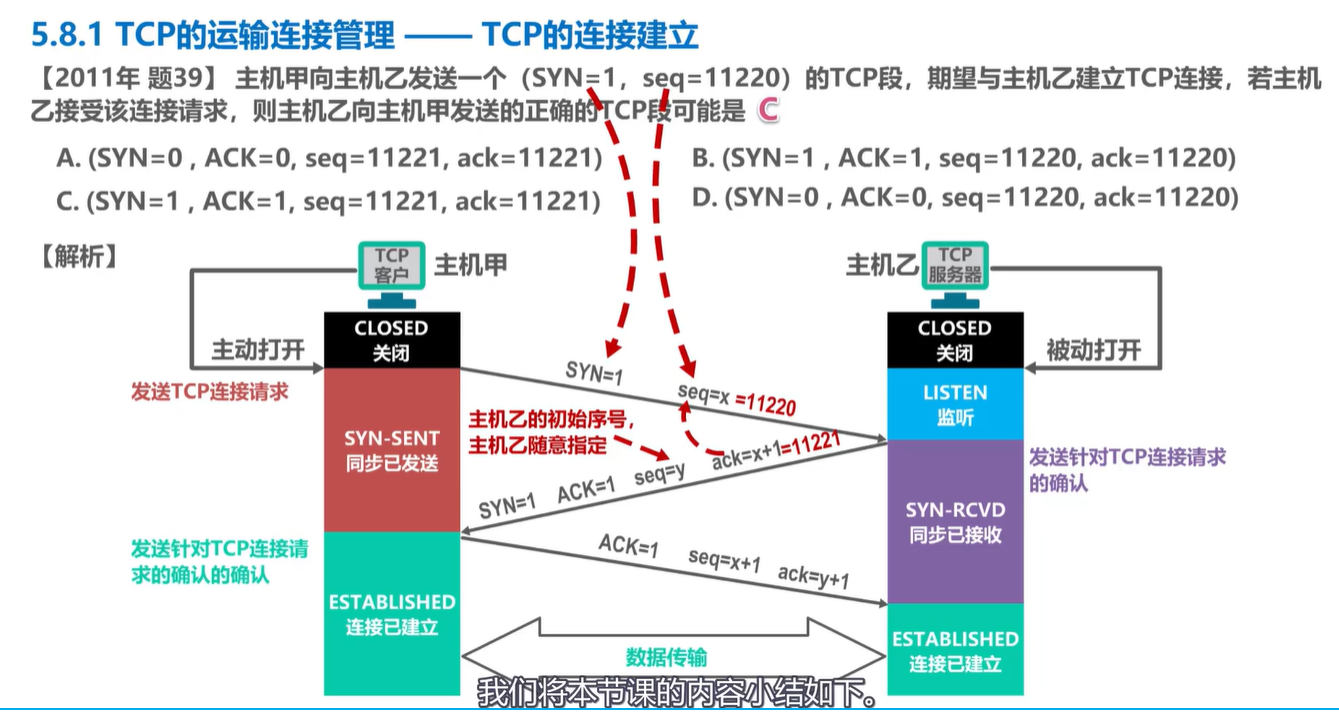 5.8.1 TCP的运输连接管理 —— TCP的连接建立
【2011年 题39】 主机甲向主机乙发送一个（SYN=1，seq=11220）的TCP段，期望与主机乙建立TCP连接，若主机
乙接受该连接请求，则主机乙向主机甲发送的正确的TCP段可能是 C
A. (SYN=0 , ACK=0, seq=11221, ack=11221)
B. (SYN=1 , ACK=1, seq=11220, ack=11220)
C. (SYN=1 , ACK=1, seq=11221, ack=11221)
D. (SYN=0 , ACK=0, seq=11220, ack=11220)
【解析】
TCP
客户
主机甲
主机乙
TCP
服务器
CLOSED
关闭
CLOSED
关闭
主动打开
被动打开
发送TCP连接请求
SYN=1
seq=x =11220
LISTEN
监听
主机乙的初始序号，
主机乙随意指定
SYN-SENT
同步已发送
SYN=1 ACK=1 seq=y ack=x+1=11221
发送针对TCP连接请求
的确认
SYN-RCVD
同步已接收
发送针对TCP连接请
求的确认的确认
ACK=1 seq=x+1 ack=y+1
ESTABLISHED
连接已建立
ESTABLISHED
连接已建立
数据传输
我们将本节课的内容小结如下。